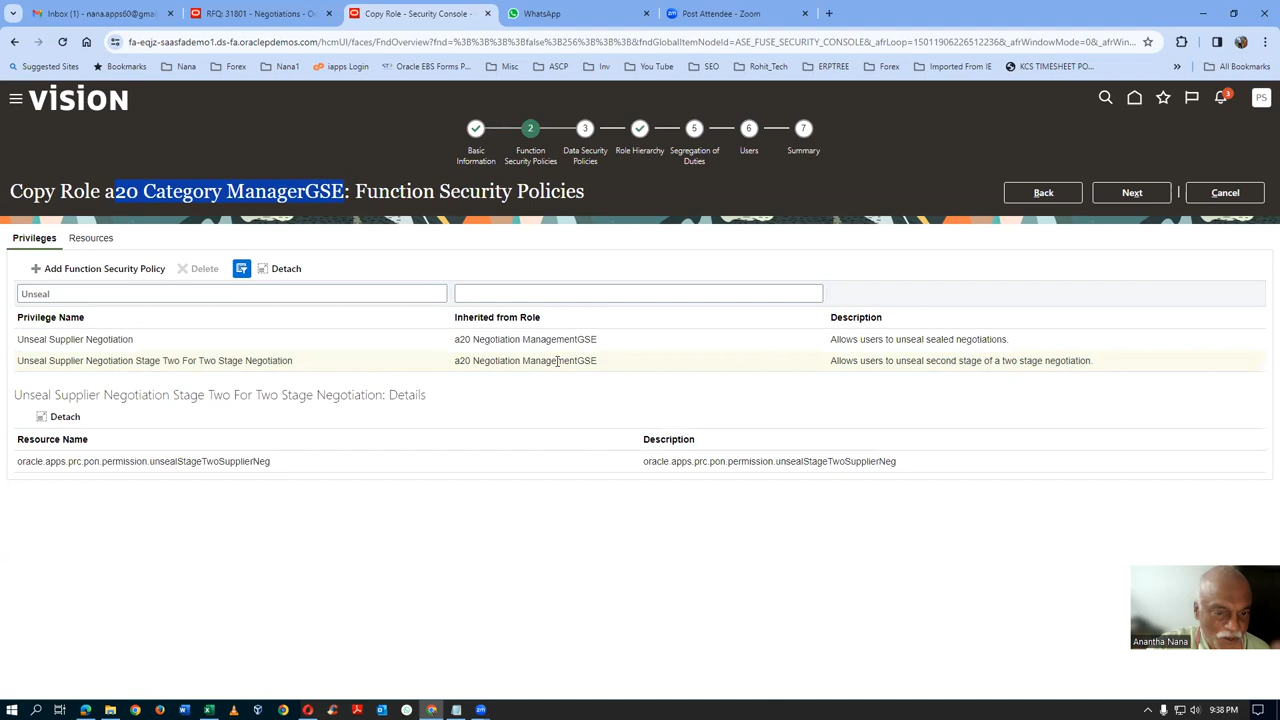 Inbox (1) - nana.apps60@gmail
RFQ: 31801 - Negotiations - O
Copy Role - Security Console -
WhatsApp
Post Attendee - Zoom
fa-eqjz-saasfademo1.ds-fa.oraclepdemos.com/hcmUI/faces/FndOverview?fnd=%3B%3B%3B%3Bfalse%3B256%3B%3B%3B&fndGlobalItemNodeId=ASE_FUSE_SECURITY_CONSOLE&_afrLoop=15011906226512236&_afrWindowMode=0&_afrWin...
Suggested Sites
Bookmarks
Nana
Forex
Nana1
iapps Login
Oracle EBS Forms P...
Misc
ASCP
Inv
You Tube
SEO
Rohit_Tech
ERPTREE
Forex
Imported From IE
KCS TIMESHEET PO...
All Bookmarks
VISION
3
PS
2 3 5 6 7
Basic Information
Function Security Policies
Data Security Policies
Role Hierarchy
Segregation of Duties
Users
Summary
Copy Role a20 Category ManagerGSE: Function Security Policies
Back
Next
Cancel
Privileges Resources
Add Function Security Policy
Delete
Detach
Unseal
Privilege Name Inherited from Role Description
Unseal Supplier Negotiation a20 Negotiation ManagementGSE Allows users to unseal sealed negotiations.
Unseal Supplier Negotiation Stage Two For Two Stage Negotiation a20 Negotiation ManagementGSE Allows users to unseal second stage of a two stage negotiation.
Unseal Supplier Negotiation Stage Two For Two Stage Negotiation: Details
Detach
Resource Name Description
oracle.apps.prc.pon.permission.unsealStageTwoSupplierNeg oracle.apps.prc.pon.permission.unsealStageTwoSupplierNeg
Anantha Nana
9:38 PM